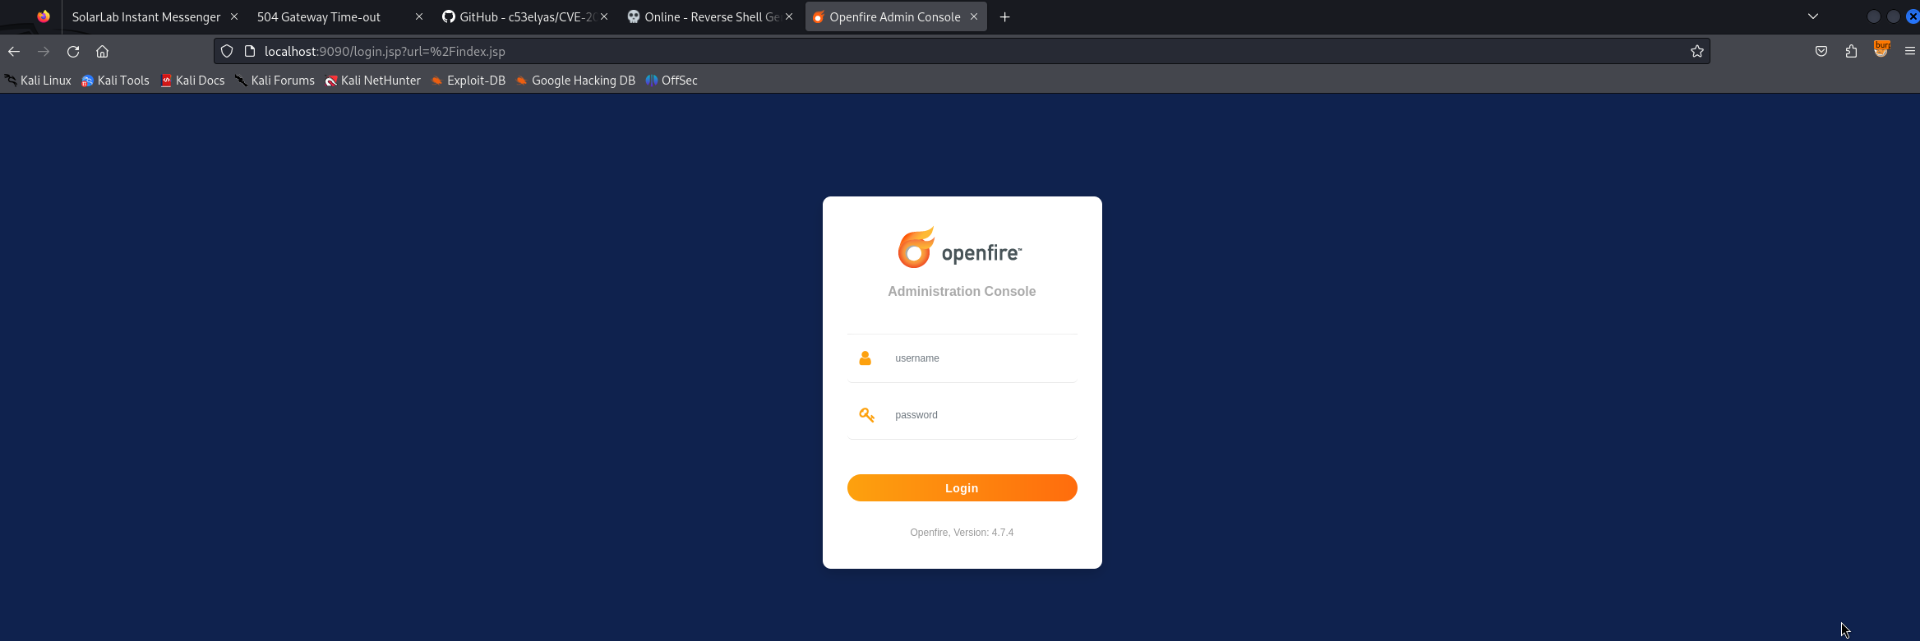 SolarLab Instant Messenger
504 Gateway Time-out
GitHub - c53elyas/CVE-20
Online - Reverse Shell Ge
Openfire Admin Console
localhost:9090/login.jsp?url=%2Findex.jsp
Kali Linux
Kali Tools
Kali Docs
Kali Forums
Kali NetHunter
Exploit-DB
Google Hacking DB
OffSec
openfire™
Administration Console
username
password
Login
Openfire, Version: 4.7.4